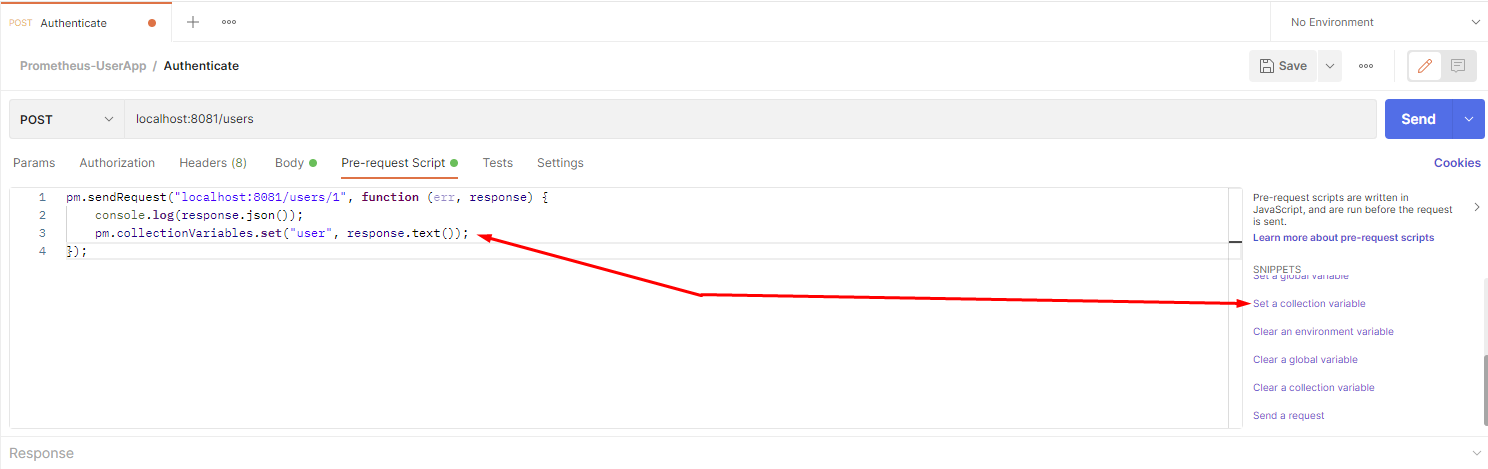 POST Authenticate
No Environment
Prometheus-UserApp / Authenticate
Save
POST
localhost:8081/users
Send
Params Authorization Headers (8) Body Pre-request Script Tests Settings
Cookies
1 pm.sendRequest("localhost:8081/users/1", function (err, response) {
2 console.log(response.json());
3 pm.collectionVariables.set("user", response.text());
4 });
Pre-request scripts are written in
JavaScript, and are run before the request
is sent.
Learn more about pre-request scripts
SNIPPETS
Set a global variable
Set a collection variable
Clear an environment variable
Clear a global variable
Clear a collection variable
Send a request
Response